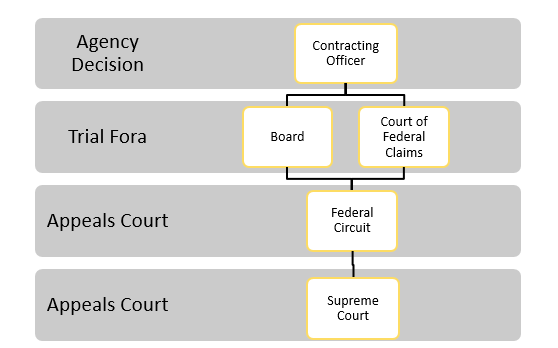 Agency
Decision
Contracting
Officer
Trial Fora
Board
Court of
Federal
Claims
Appeals Court
Federal
Circuit
Appeals Court
Supreme
Court